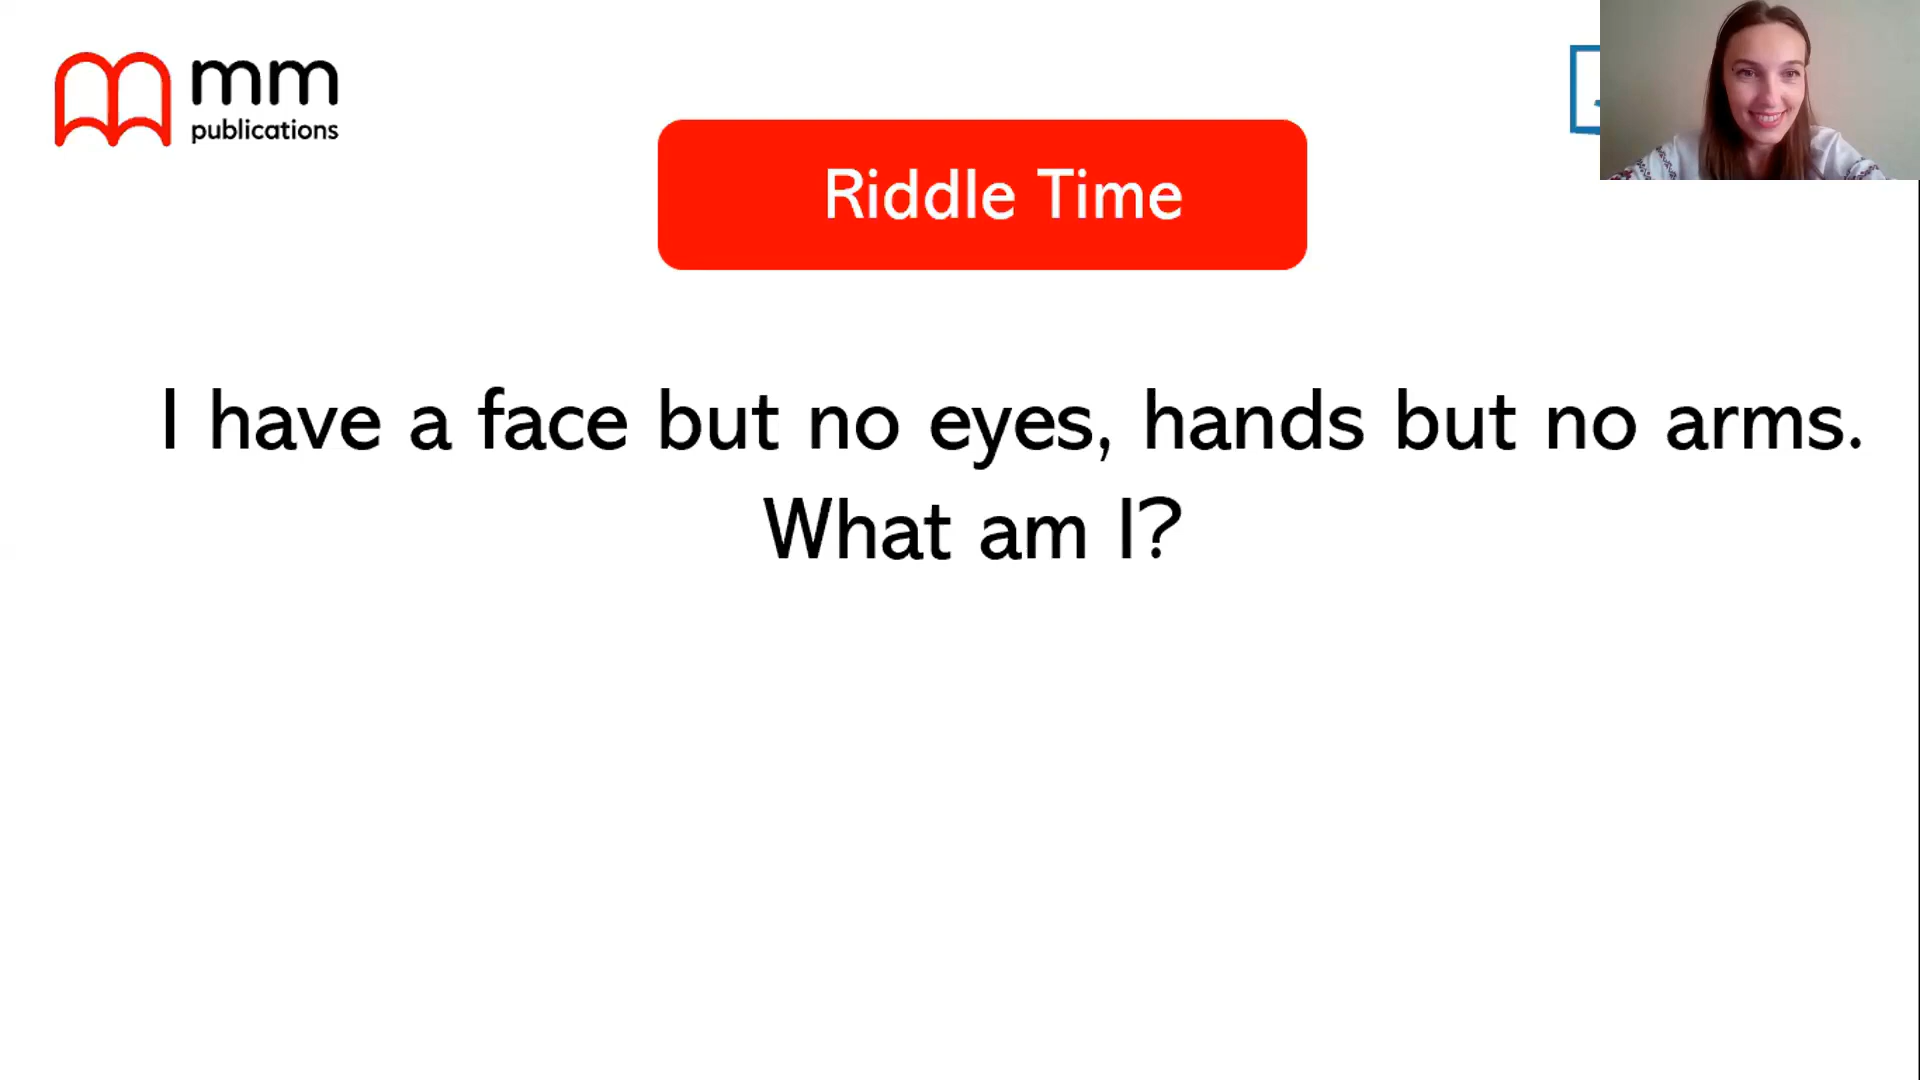 mm
publications
Riddle Time
I have a face but no eyes, hands but no arms.
What am I?